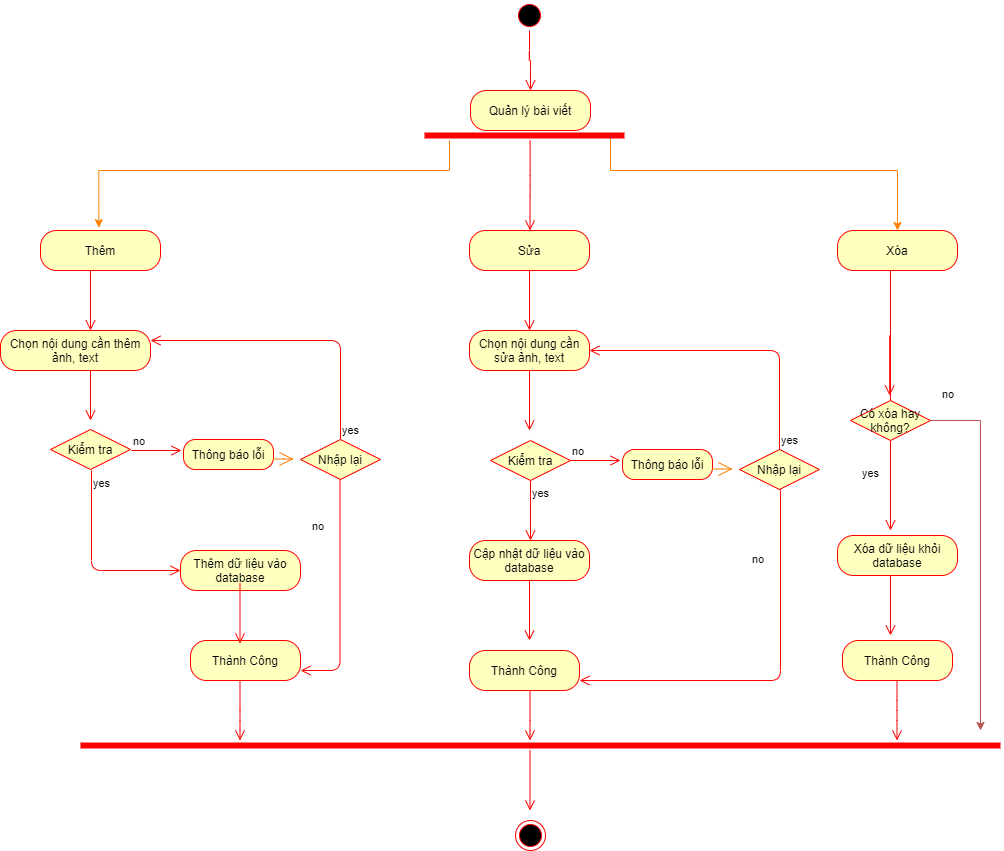 Quản lý bài viết
Thêm
Sửa
Xóa
Chọn nội dung cần thêm
ảnh, text
Chọn nội dung cần
sửa ảnh, text
no
Có xóa hay
không?
yes
yes
Kiểm tra
no
Thông báo lỗi
Nhập lại
Kiểm tra
no
Thông báo lỗi
Nhập lại
yes
yes
yes
no
no
Thêm dữ liệu vào
database
Cập nhật dữ liệu vào
database
Xóa dữ liệu khỏi
database
Thành Công
Thành Công
Thành Công